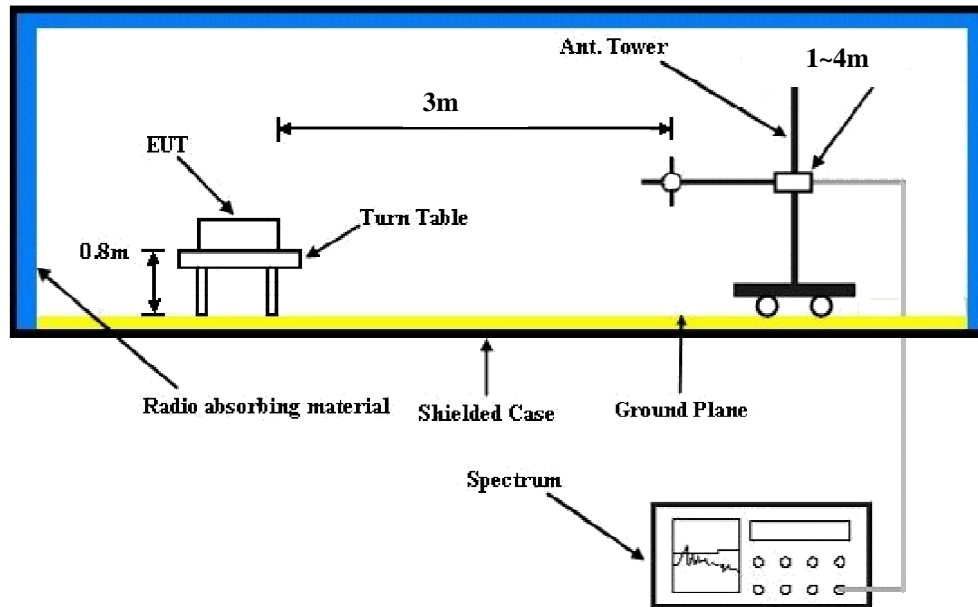 Ant. Tower
1~4m
3m
EUT
Turn Table
0.8m
Radio absorbing material
Shielded Case
Ground Plane
Spectrum